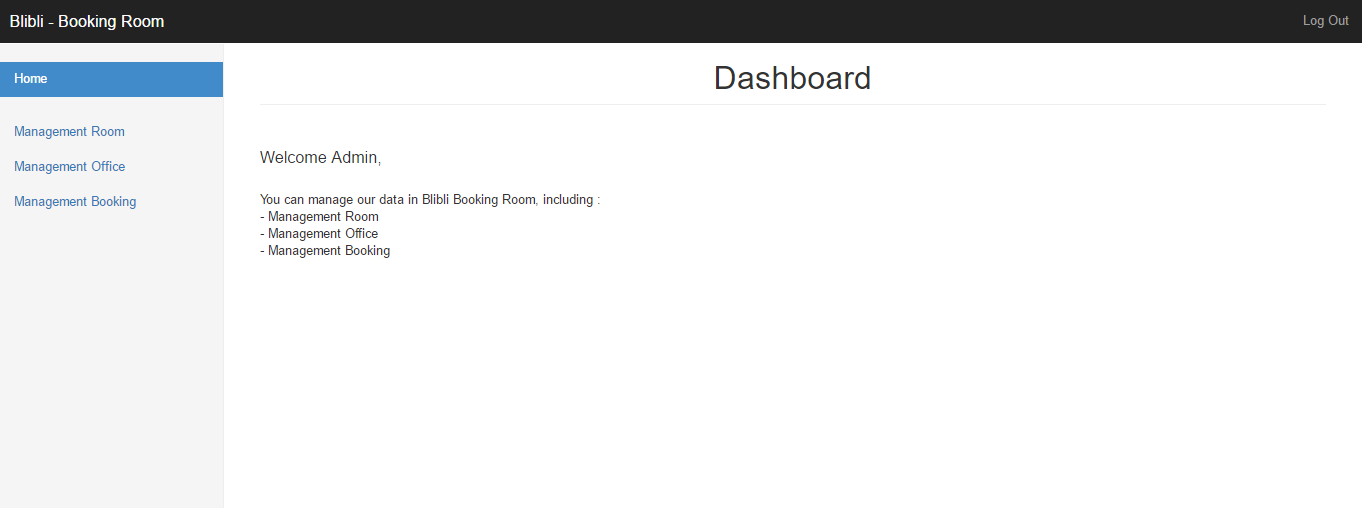 Blibli - Booking Room
Log Out
Home
Management Room
Management Office
Management Booking
Dashboard
Welcome Admin,
You can manage our data in Blibli Booking Room, including :
- Management Room
- Management Office
- Management Booking